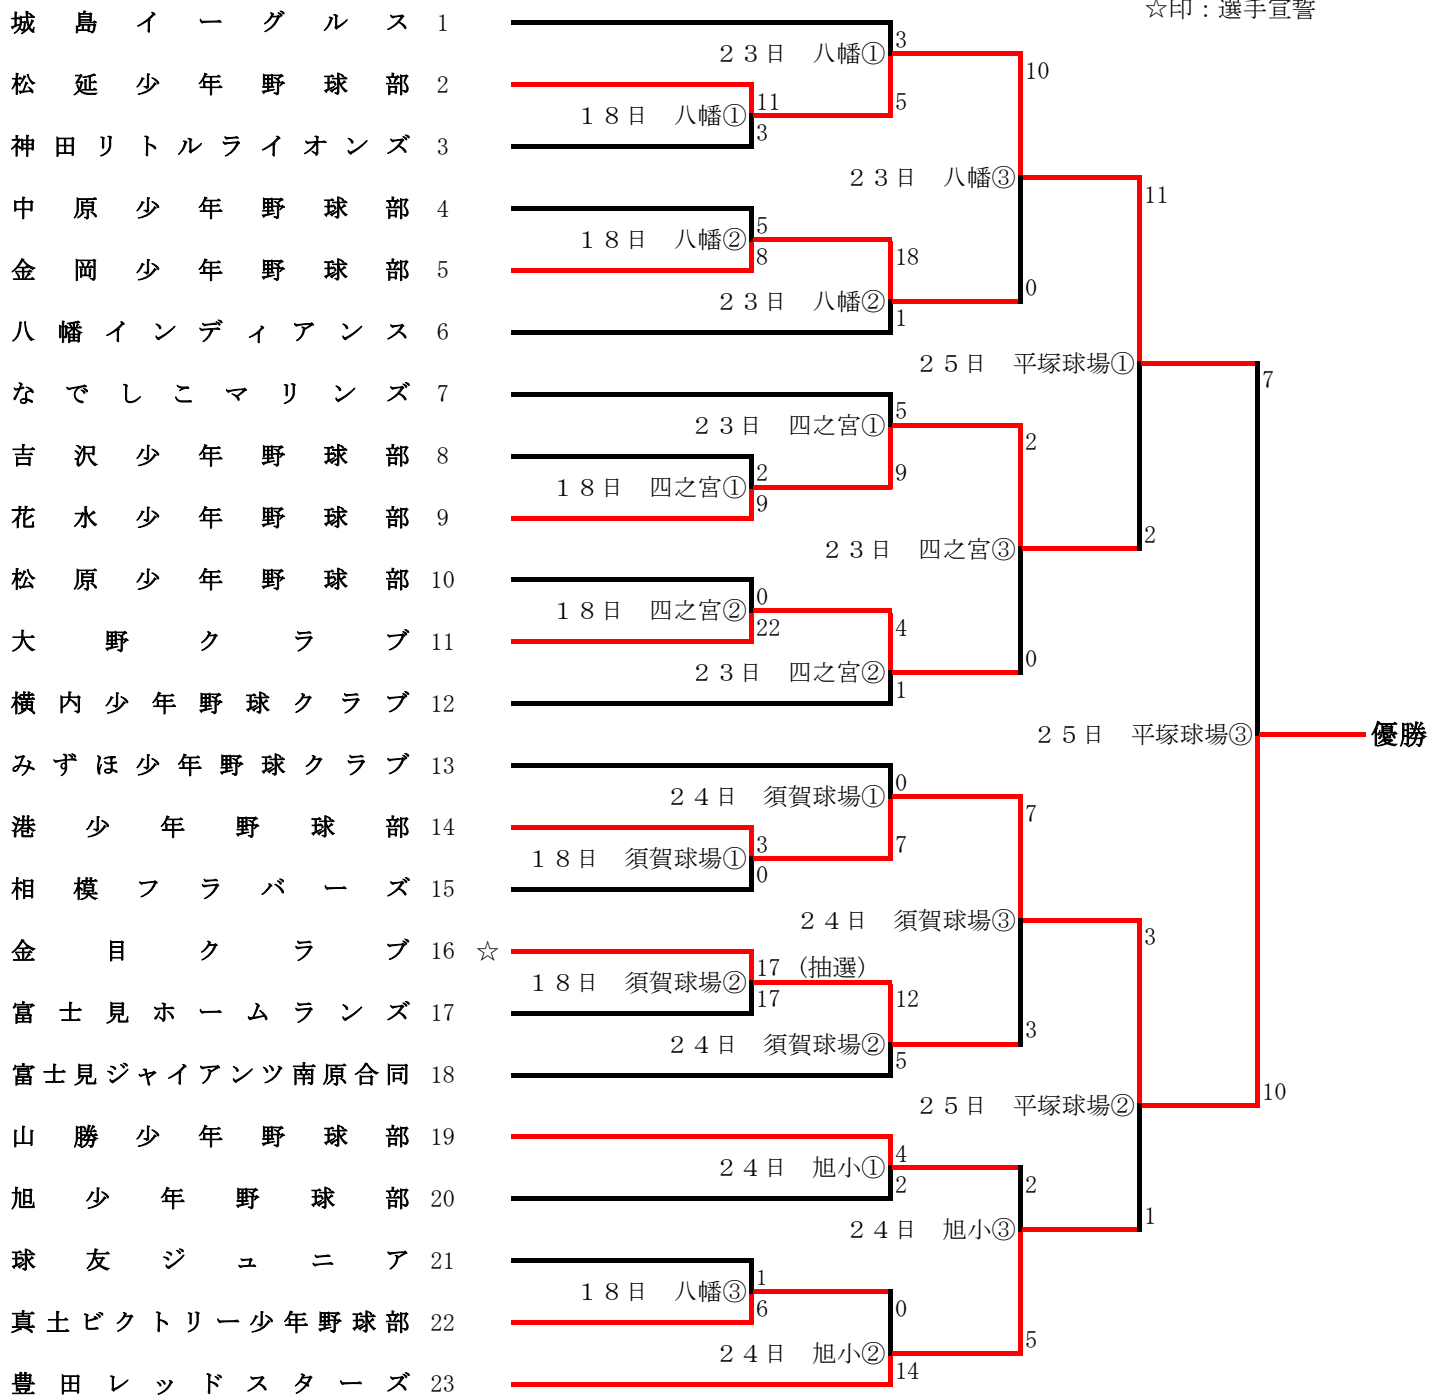 ☆印：選手宣誓
城島イーグルス 1
3
２３日　八幡①
10
松延少年野球部 2
11
5
１８日　八幡①
3
神田リトルライオンズ 3
２３日　八幡③
11
中原少年野球部 4
5
１８日　八幡②
8
18
金岡少年野球部 5
0
２３日　八幡②
1
八幡インディアンス 6
２５日　平塚球場①
7
なでしこマリンズ 7
5
２３日　四之宮①
2
吉沢少年野球部 8
2
9
１８日　四之宮①
9
花水少年野球部 9
2
２３日　四之宮③
松原少年野球部 10
0
１８日　四之宮②
22
4
大野クラブ 11
0
２３日　四之宮②
1
横内少年野球クラブ 12
２５日　平塚球場③
優勝
みずほ少年野球クラブ 13
0
２４日　須賀球場①
7
港少年野球部 14
3
7
１８日　須賀球場①
0
相模フラバーズ 15
２４日　須賀球場③
3
金目クラブ 16 ☆
17 （抽選）
１８日　須賀球場②
17
12
富士見ホームランズ 17
3
２４日　須賀球場②
5
富士見ジャイアンツ南原合同 18
10
２５日　平塚球場②
山勝少年野球部 19
4
２４日　旭小①
2
2
旭少年野球部 20
1
２４日　旭小③
球友ジュニア 21
1
１８日　八幡③
6
0
真土ビクトリー少年野球部 22
5
２４日　旭小②
14
豊田レッドスターズ 23